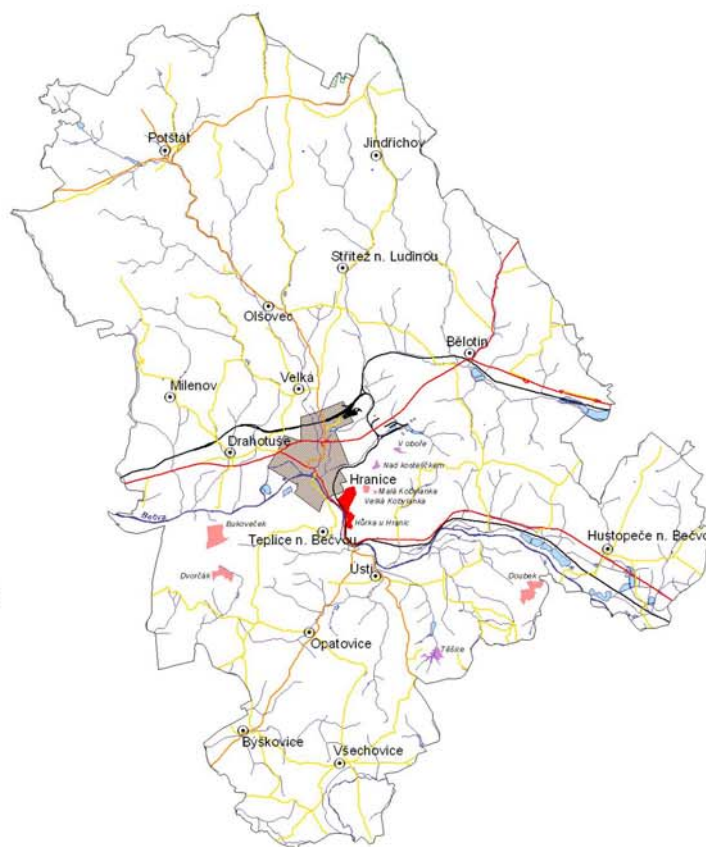 Potštát
Jindřichov
Střítež n. Ludinou
Olšovec
Bělotín
Velká
Milenov
Drahotuše
V oboře
Nad kostelíčkem
Hranice
Malá Kobylanka
Velká Kobylanka
Bečva
Hůrka u Hranic
Bukoveček
Teplice n. Bečvou
Hustopeče n. Bečvo
Ústí
Dvorčák
Doubek
Opatovice
Těšice
Býškovice
Všechovice